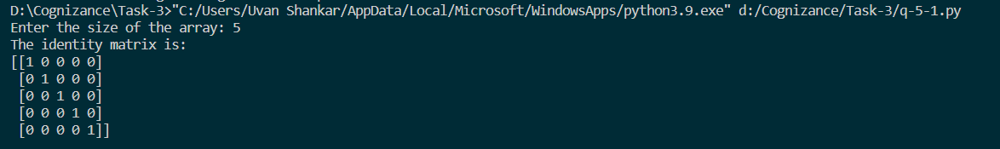 D:\Cognizance\Task-3>"C:/Users/Uvan Shankar/AppData/Local/Microsoft/WindowsApps/python3.9.exe" d:/Cognizance/Task-3/q-5-1.py
Enter the size of the array: 5
The identity matrix is:
[[1 0 0 0 0]
 [0 1 0 0 0]
 [0 0 1 0 0]
 [0 0 0 1 0]
 [0 0 0 0 1]]